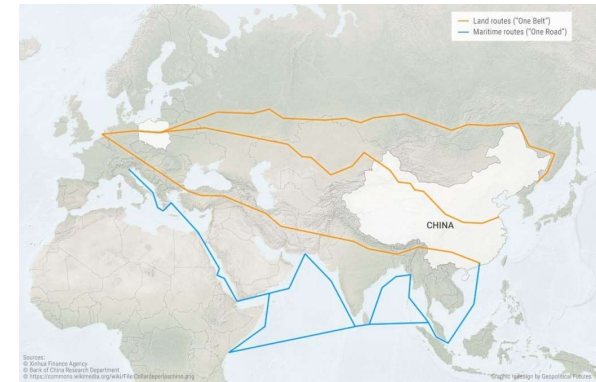 Land routes ("One Belt")
Maritime routes ("One Road")
CHINA
Sources:
© Xinhua Finance Agency
© Bank of China Research Department
Graphic redesign by Geopolitical Futures